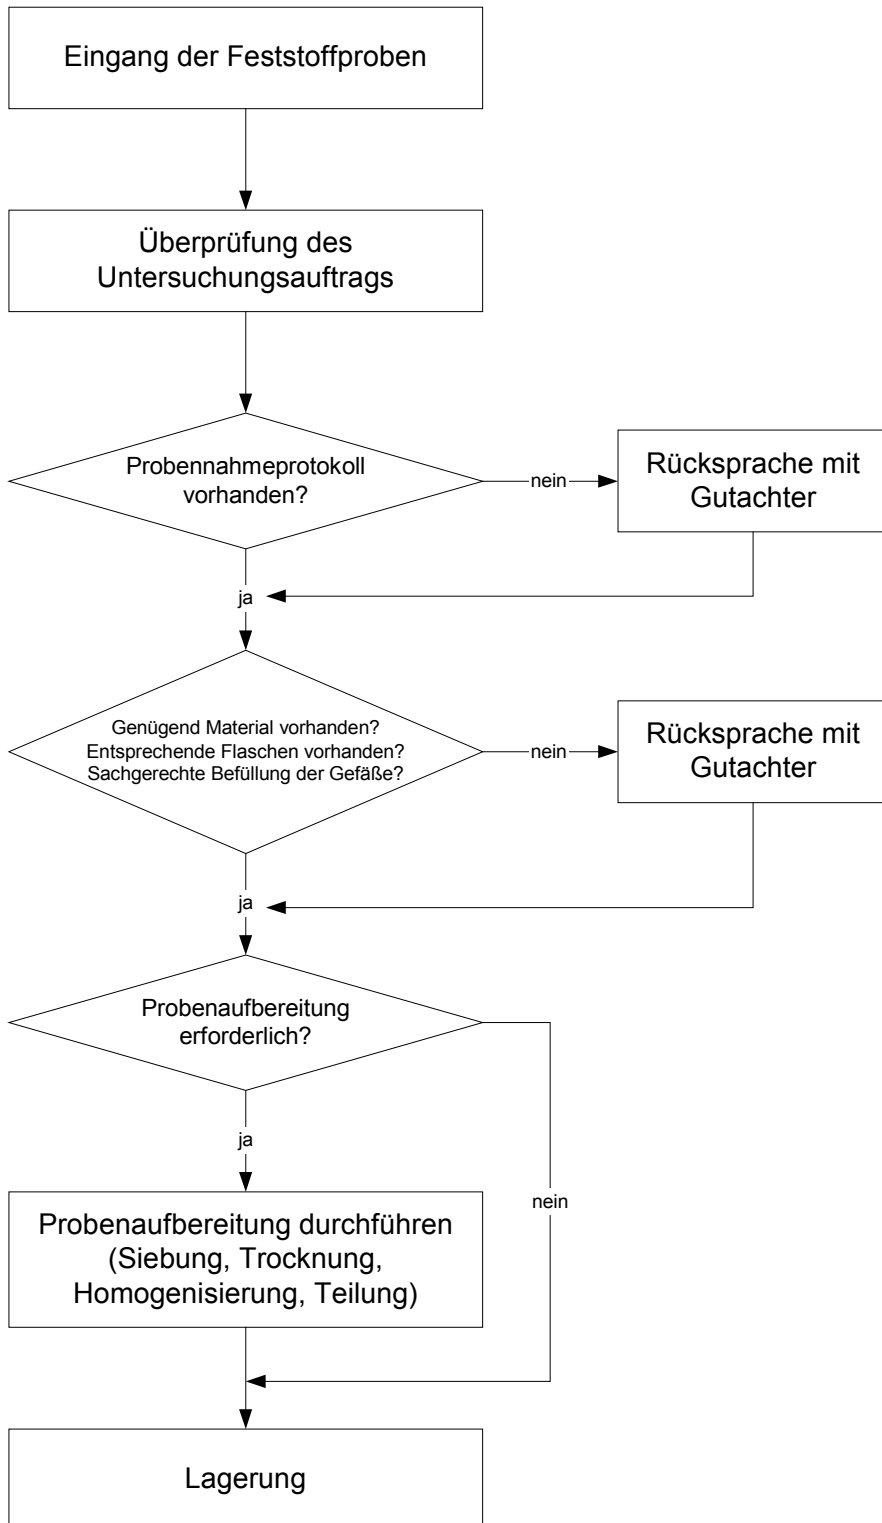 Eingang der Feststoffproben
Überprüfung des
Untersuchungsauftrags
Probennahmeprotokoll
vorhanden?
nein
Rücksprache mit
Gutachter
ja
Genügend Material vorhanden?
Entsprechende Flaschen vorhanden?
Sachgerechte Befüllung der Gefäße?
nein
Rücksprache mit
Gutachter
ja
Probenaufbereitung
erforderlich?
ja
nein
Probenaufbereitung durchführen
(Siebung, Trocknung,
Homogenisierung, Teilung)
Lagerung